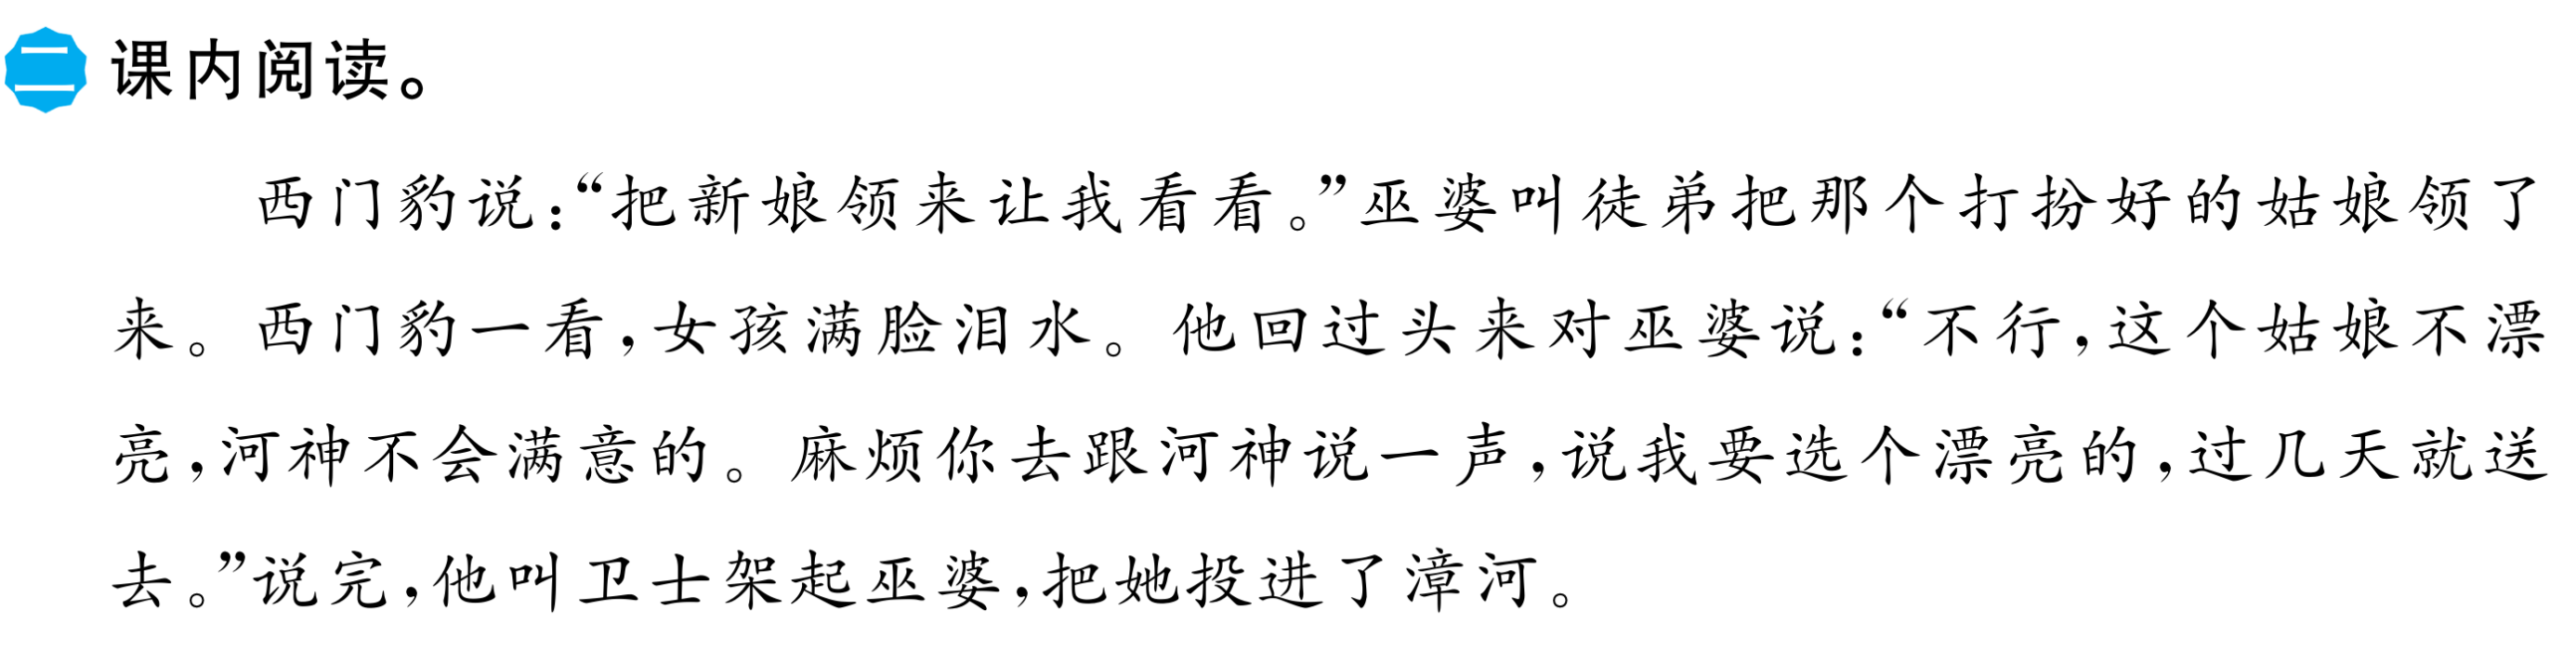 二 课内阅读。
西门豹说:“把新娘领来让我看看。”巫婆叫徒弟把那个打扮好的姑娘领了
来。西门豹一看,女孩满脸泪水。他回过头来对巫婆说:“不行,这个姑娘不漂
亮,河神不会满意的。麻烦你去跟河神说一声,说我要选个漂亮的,过几天就送
去。”说完,他叫卫士架起巫婆,把她投进了漳河。